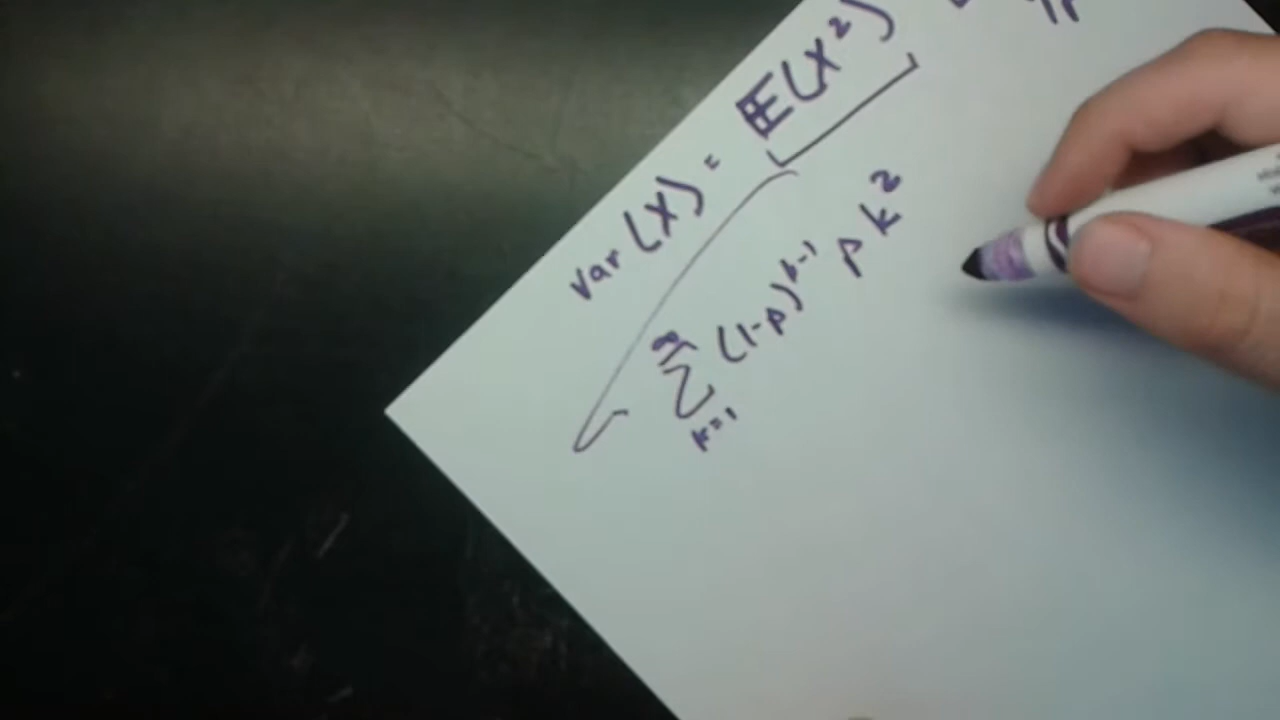 var(X) = E(X²)
∞
∑ (1-p)^{k-1} p k²
k=1